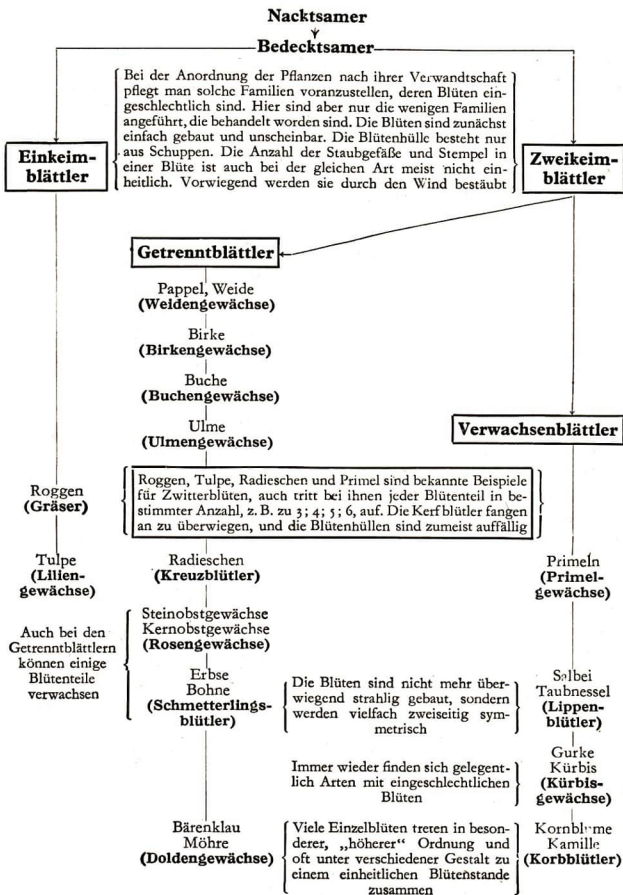 Nacktsamer
Bedecktsamer
Bei der Anordnung der Pflanzen nach ihrer Verwandtschaft
pflegt man solche Familien voranzustellen, deren Blüten ein-
geschlechtlich sind. Hier sind aber nur die wenigen Familien
angeführt, die behandelt worden sind. Die Blüten sind zunächst
einfach gebaut und unscheinbar. Die Blütenhülle besteht nur
aus Schuppen. Die Anzahl der Staubgefäße und Stempel in
einer Blüte ist auch bei der gleichen Art meist nicht ein-
heitlich. Vorwiegend werden sie durch den Wind bestäubt
Einkeim-
blättler
Zweikeim-
blättler
Getrenntblättler
Pappel, Weide
(Weidengewächse)
Birke
(Birkengewächse)
Buche
(Buchengewächse)
Ulme
(Ulmengewächse)
Verwachsenblättler
Roggen
(Gräser)
Roggen, Tulpe, Radieschen und Primel sind bekannte Beispiele
für Zwitterblüten, auch tritt bei ihnen jeder Blütenteil in be-
stimmter Anzahl, z. B. zu 3; 4; 5; 6, auf. Die Kerfblütler fangen
an zu überwiegen, und die Blütenhüllen sind zumeist auffällig
Tulpe
(Lilien-
gewächse)
Radieschen
(Kreuzblütler)
Primeln
(Primel-
gewächse)
Auch bei den
Getrenntblättlern
können einige
Blütenteile
verwachsen
Steinobstgewächse
Kernobstgewächse
(Rosengewächse)
Erbse
Bohne
(Schmetterlings-
blütler)
Die Blüten sind nicht mehr über-
wiegend strahlig gebaut, sondern
werden vielfach zweiseitig sym-
metrisch
Salbei
Taubnessel
(Lippen-
blütler)
Immer wieder finden sich gelegent-
lich Arten mit eingeschlechtlichen
Blüten
Gurke
Kürbis
(Kürbis-
gewächse)
Bärenklau
Möhre
(Doldengewächse)
Viele Einzelblüten treten in beson-
derer, „höherer" Ordnung und
oft unter verschiedener Gestalt zu
einem einheitlichen Blütenstande
zusammen
Kornblume
Kamille
(Korbblütler)